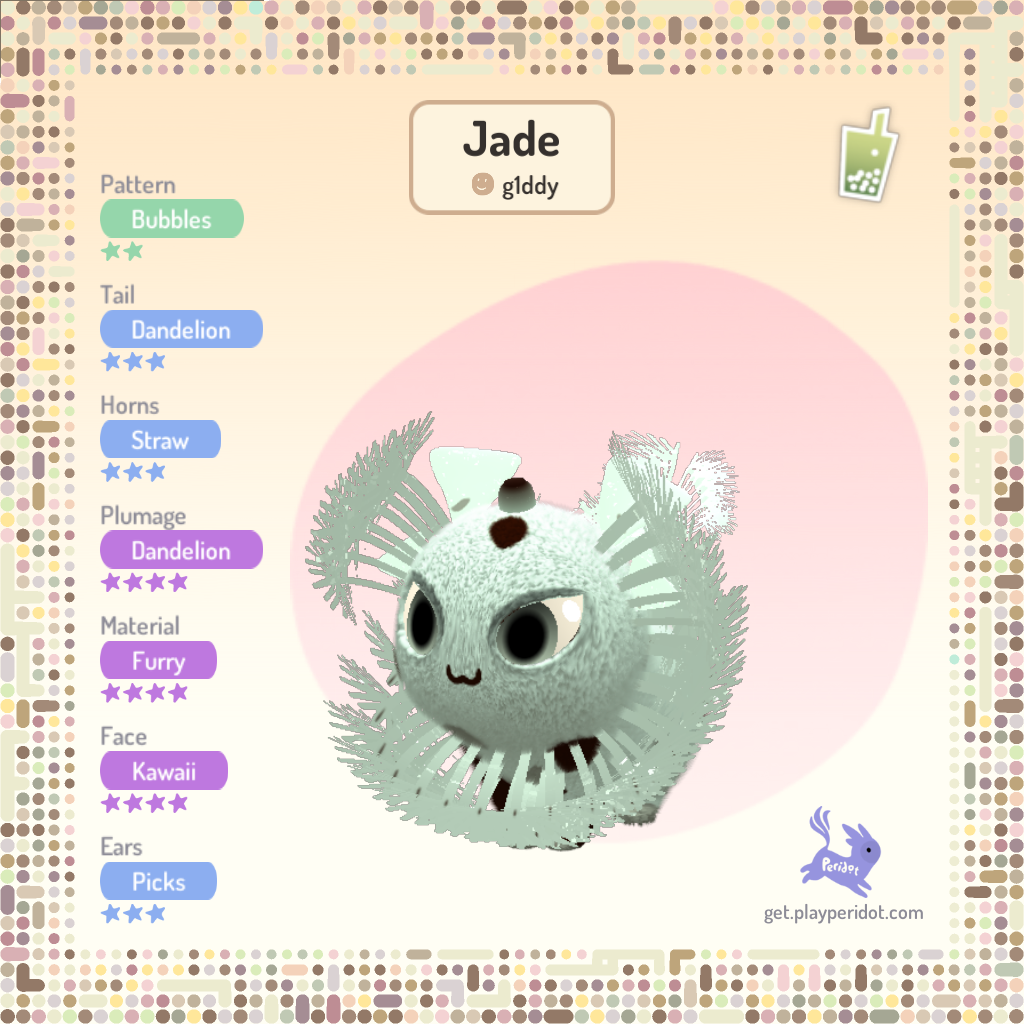 Jade
g1ddy
Pattern
Bubbles
Tail
Dandelion
Horns
Straw
Plumage
Dandelion
Material
Furry
Face
Kawaii
Ears
Picks
Peridot
get.playperidot.com